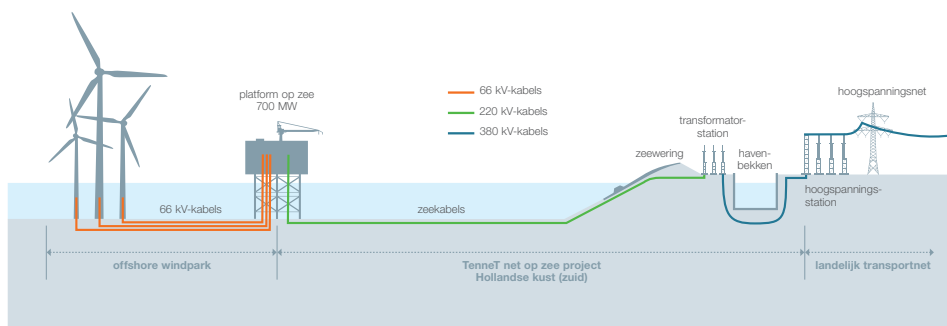 platform op zee
700 MW
66 kV-kabels
220 kV-kabels
380 kV-kabels
hoogspanningsnet
transformator-
station
zeewering
haven-
bekken
hoogspannings-
station
66 kV-kabels
zeekabels
offshore windpark
TenneT net op zee project
Hollandse kust (zuid)
landelijk transportnet